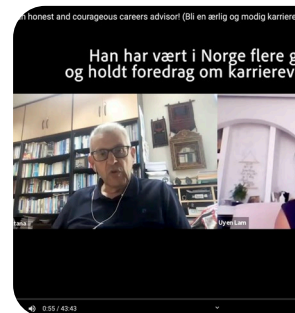 honest and courageous careers advisor! (Bli en ærlig og modig karriere
Han har vært i Norge flere g
og holdt foredrag om karrierev
tana
Uyen Lam
0:55 / 43:43